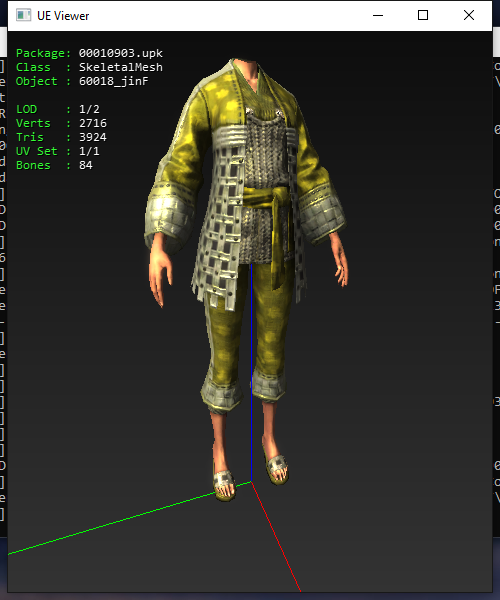 UE Viewer
Package: 00010903.upk
Class : SkeletalMesh
Object : 60018_jinF
LOD : 1/2
Verts : 2716
Tris : 3924
UV Set : 1/1
Bones : 84